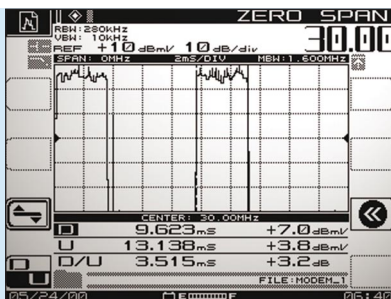 ZERO SPAN
RBW:280kHz
VBW: 10kHz
30.00
REF +10 dBmV 10 dB/div
SPAN: 0MHz 2mS/DIV MBW:1.600MHz
CENTER: 30.00MHz
D 9.623mS +7.0dBmV
U 13.138mS +3.8dBmV
D/U 3.515mS +3.2dB
D
U
FILE:MODEM_1
05/24/00 E F 06:40